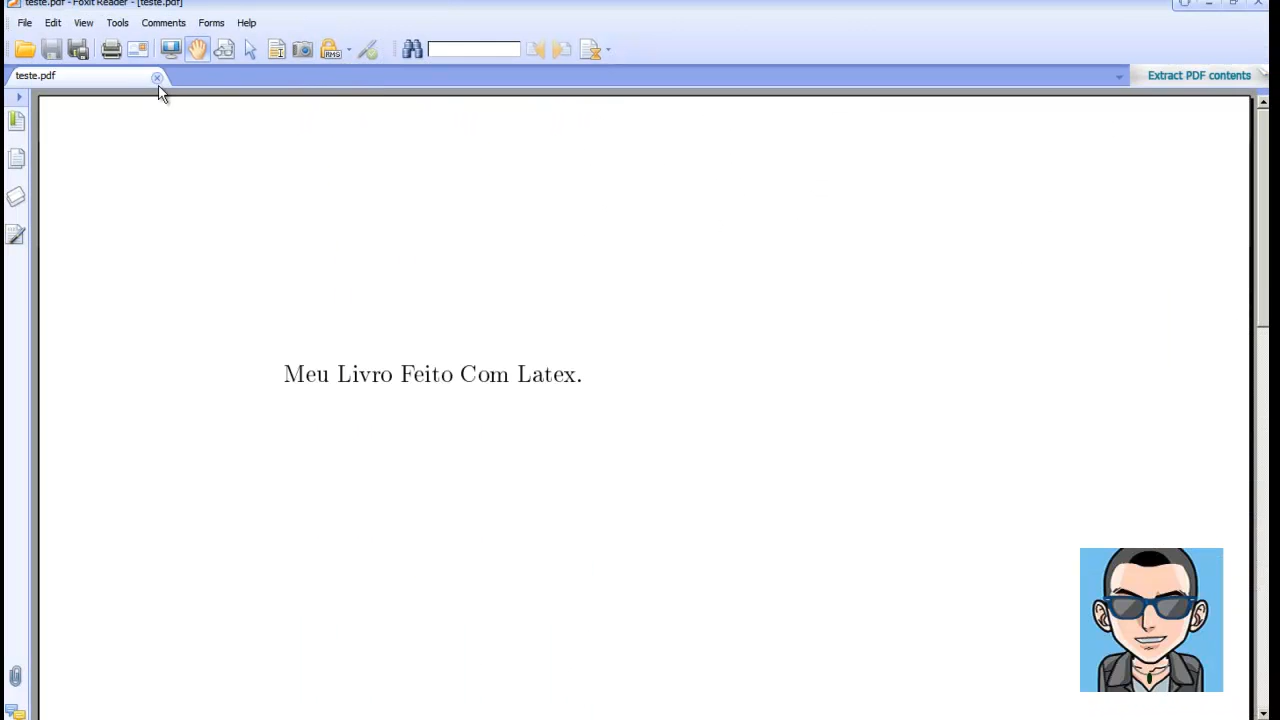 teste.pdf - Foxit Reader - [teste.pdf]
File Edit View Tools Comments Forms Help
RMS
teste.pdf
Extract PDF contents
Meu Livro Feito Com Latex.